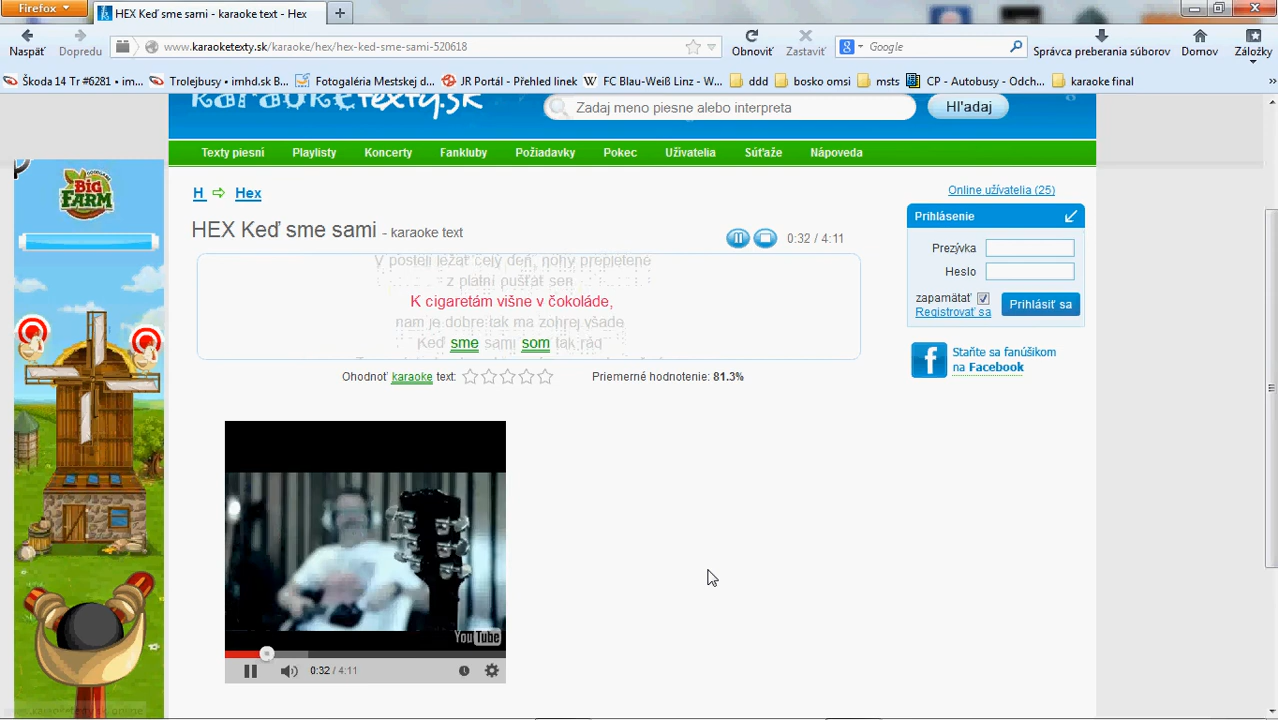 Firefox
HEX Keď sme sami - karaoke text - Hex
Naspäť
Dopredu
www.karaoketexty.sk/karaoke/hex/hex-ked-sme-sami-520618
Obnoviť
Zastaviť
Google
Správca preberania súborov
Domov
Záložky
Škoda 14 Tr #6281 • im...
Trolejbusy • imhd.sk B...
Fotogaléria Mestskej d...
JR Portál - Přehled linek
FC Blau-Weiß Linz - W...
ddd
bosko omsi
msts
CP - Autobusy - Odch...
karaoke final
»
karaoketexty.sk
Zadaj meno piesne alebo interpreta
Hľadaj
Texty piesní
Playlisty
Koncerty
Fankluby
Požiadavky
Pokec
Užívatelia
Súťaže
Nápoveda
BIG FARM
H
Hex
Online užívatelia (25)
HEX Keď sme sami - karaoke text
0:32 / 4:11
Prihlásenie
Prezývka
Heslo
zapamätať
Registrovať sa
Prihlásiť sa
V posteli ležať celý deň, nohy prepletené
z platní púšťať sen
K cigaretám višne v čokoláde,
nam je dobre tak ma zohrej všade
Keď sme sami som tak rád
Ohodnoť karaoke text:
Priemerné hodnotenie: 81.3%
Staňte sa fanúšikom
na Facebook
YouTube
0:32 / 4:11